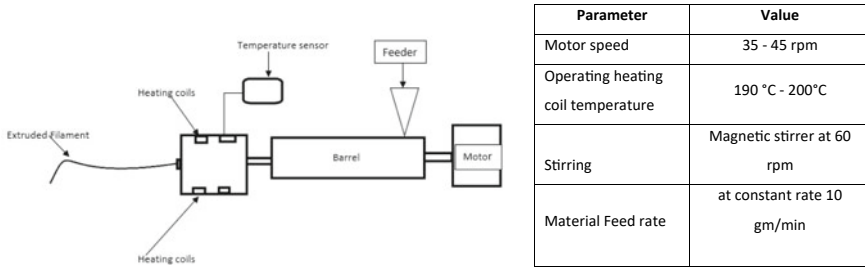 Temperature sensor
Feeder
Heating coils
Extruded Filament
Barrel
Motor
Heating coils
Parameter Value
Motor speed 35 - 45 rpm
Operating heating
coil temperature
190 °C - 200°C
Stirring
Magnetic stirrer at 60
rpm
Material Feed rate
at constant rate 10
gm/min